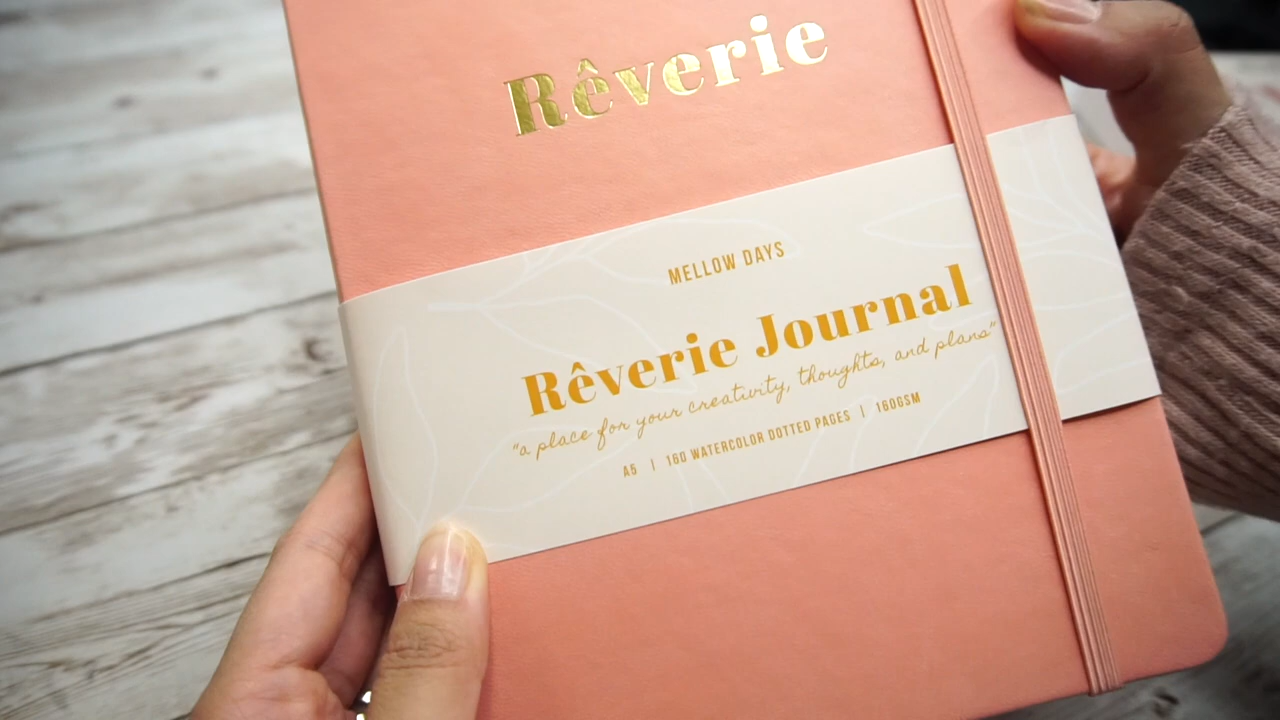 Rêverie
MELLOW DAYS
Rêverie Journal
"a place for your creativity, thoughts, and plans"
A5 | 160 WATERCOLOR DOTTED PAGES | 160GSM